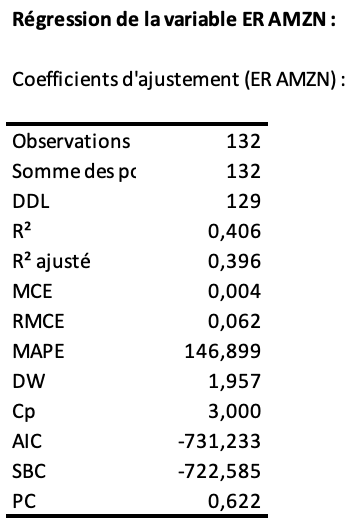 Régression de la variable ER AMZN :
Coefficients d'ajustement (ER AMZN) :
Observations 132
Somme des pc 132
DDL 129
R² 0,406
R² ajusté 0,396
MCE 0,004
RMCE 0,062
MAPE 146,899
DW 1,957
Cp 3,000
AIC -731,233
SBC -722,585
PC 0,622